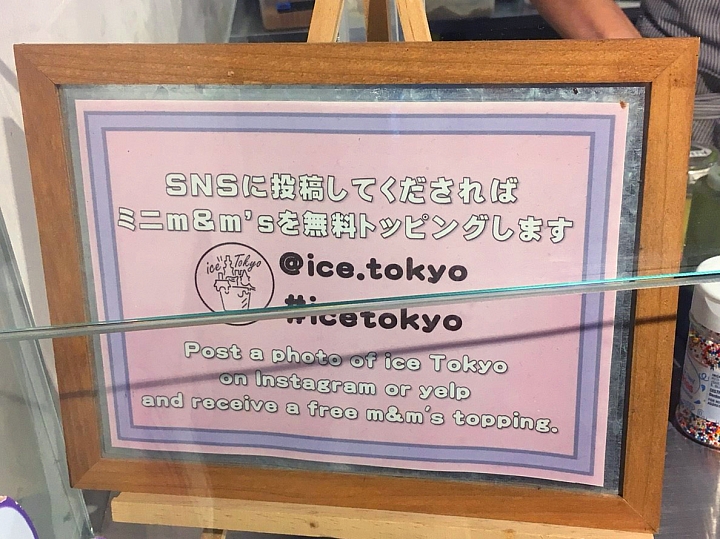 SNSに投稿してくだされば
ミニm&m'sを無料トッピングします
ice Tokyo
@ice.tokyo
#icetokyo
Post a photo of ice Tokyo
on Instagram or yelp
and receive a free m&m's topping.